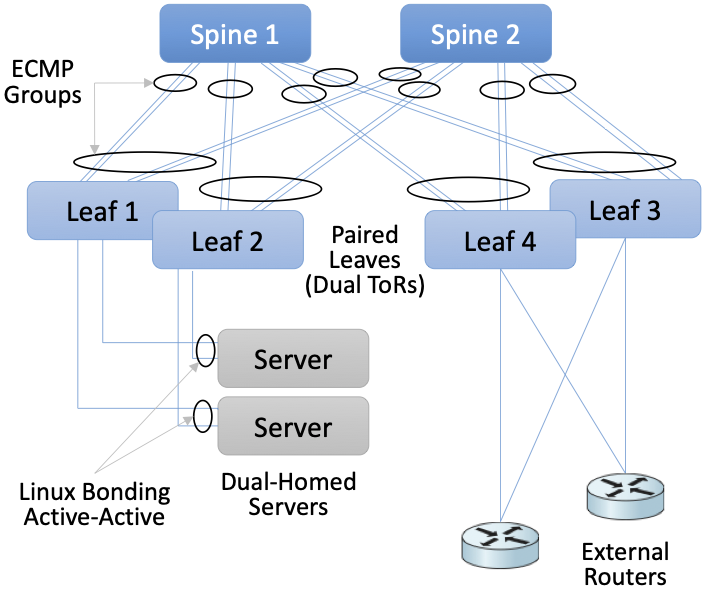 Spine 1
Spine 2
ECMP
Groups
Leaf 1
Leaf 2
Paired
Leaves
(Dual ToRs)
Leaf 4
Leaf 3
Server
Server
Linux Bonding
Active-Active
Dual-Homed
Servers
External
Routers